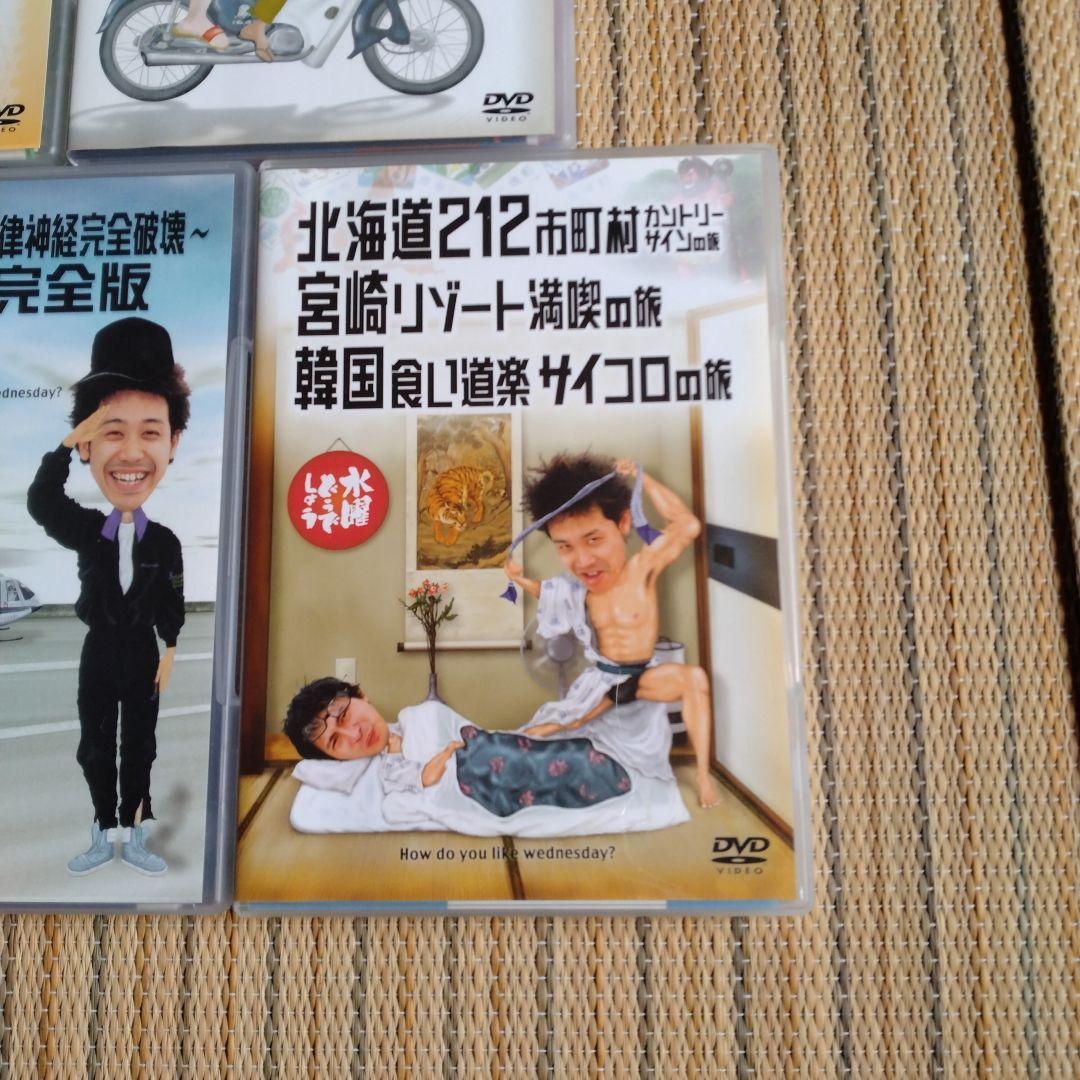 DVD
VIDEO
DVD
VIDEO
律神経完全破壊～
完全版
ednesday?
北海道212市町村カントリーサインの旅
宮崎リゾート満喫の旅
韓国食い道楽サイコロの旅
水曜
どうで
しょう
How do you like wednesday?
DVD
VIDEO